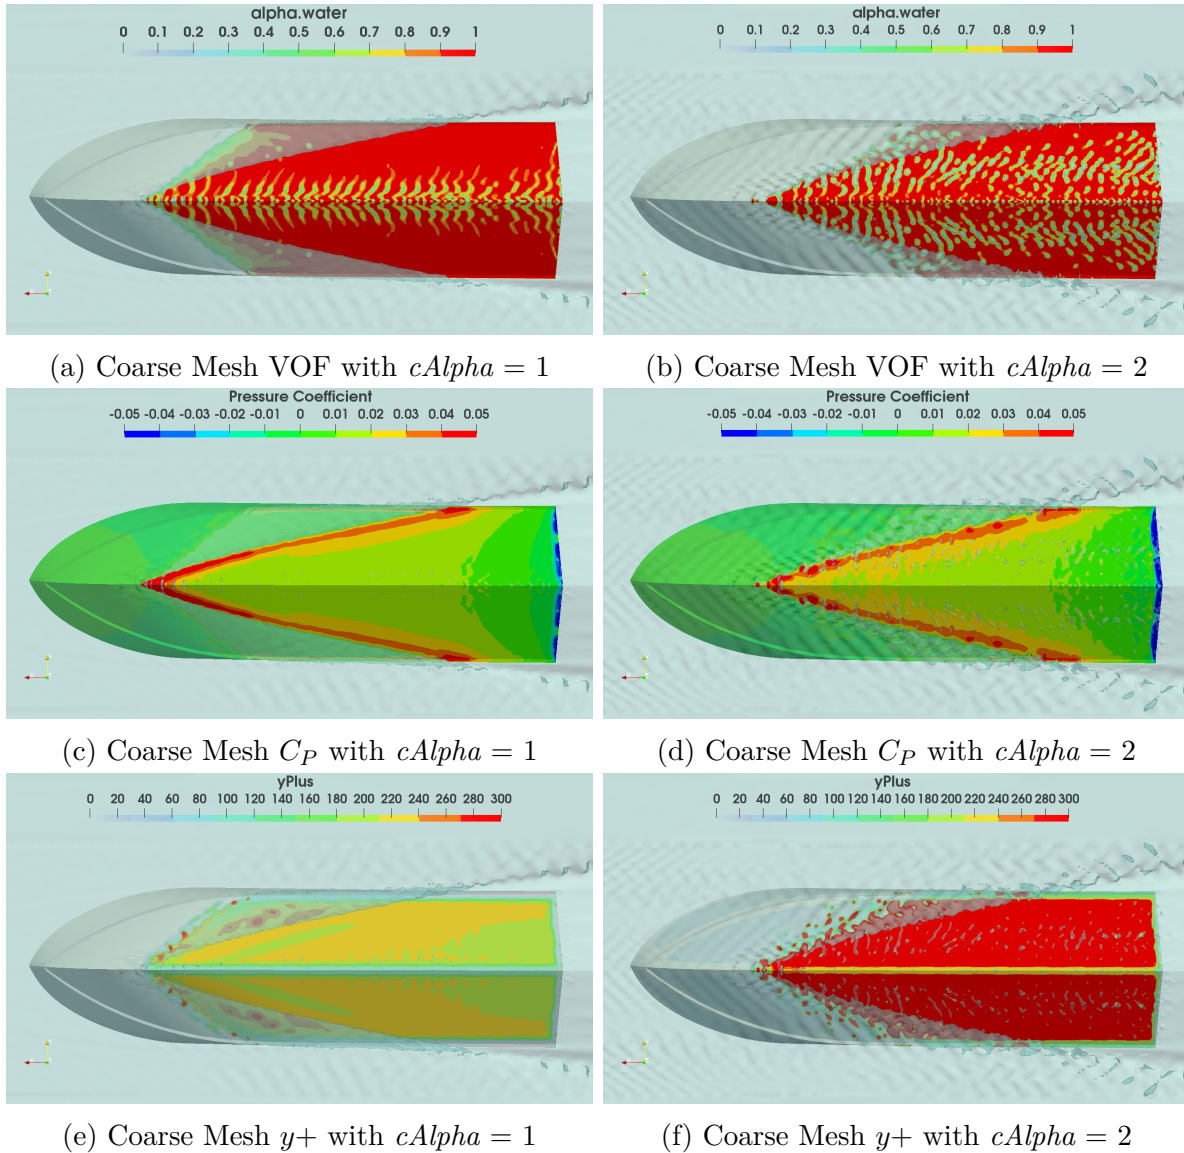 alpha.water
0 0.1 0.2 0.3 0.4 0.5 0.6 0.7 0.8 0.9 1
alpha.water
0 0.1 0.2 0.3 0.4 0.5 0.6 0.7 0.8 0.9 1
(a) Coarse Mesh VOF with cAlpha = 1
(b) Coarse Mesh VOF with cAlpha = 2
Pressure Coefficient
-0.05 -0.04 -0.03 -0.02 -0.01 0 0.01 0.02 0.03 0.04 0.05
Pressure Coefficient
-0.05 -0.04 -0.03 -0.02 -0.01 0 0.01 0.02 0.03 0.04 0.05
(c) Coarse Mesh C_P with cAlpha = 1
(d) Coarse Mesh C_P with cAlpha = 2
yPlus
0 20 40 60 80 100 120 140 160 180 200 220 240 260 300
yPlus
0 20 40 60 80 100 120 140 160 180 200 220 240 260 300
(e) Coarse Mesh y+ with cAlpha = 1
(f) Coarse Mesh y+ with cAlpha = 2